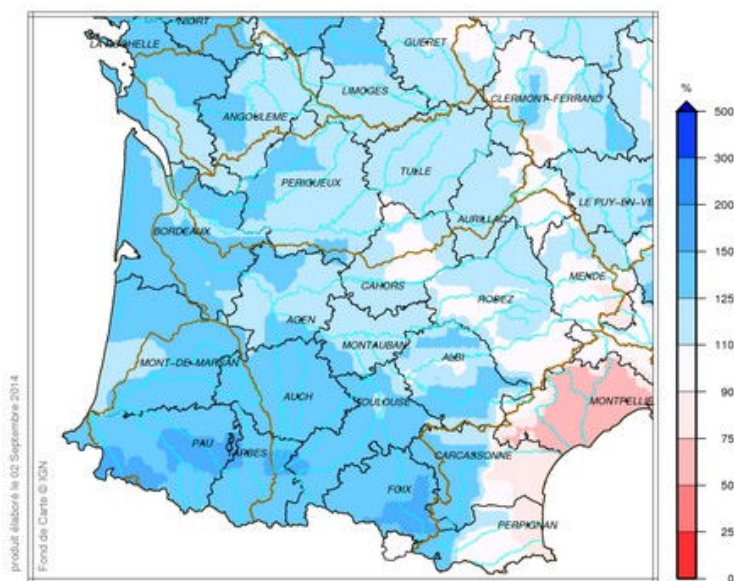 NIORT
LA ROCHELLE
GUERET
LIMOGES
CLERMONT-FERRAND
ANGOULEME
PERIGUEUX
TULLE
AURILLAC
LE PUY-EN-VE
BORDEAUX
CAHORS
RODEZ
MENDE
AGEN
MONTAUBAN
ALBI
MONT-DE-MARSAN
AUCH
TOULOUSE
MONTPELLIE
PAU
TARBES
CARCASSONNE
FOIX
PERPIGNAN
%
500
300
200
150
125
110
90
75
50
25
0
produit élaboré le 02 Septembre 2014
Fond de Carte © IGN